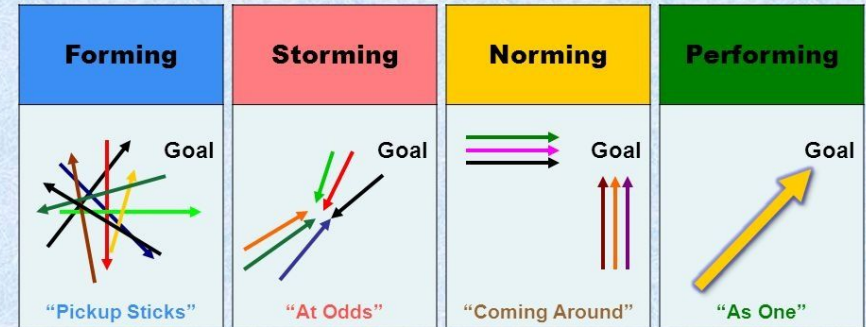 Forming
Storming
Norming
Performing
Goal
Goal
Goal
Goal
“Pickup Sticks”
“At Odds”
“Coming Around”
“As One”